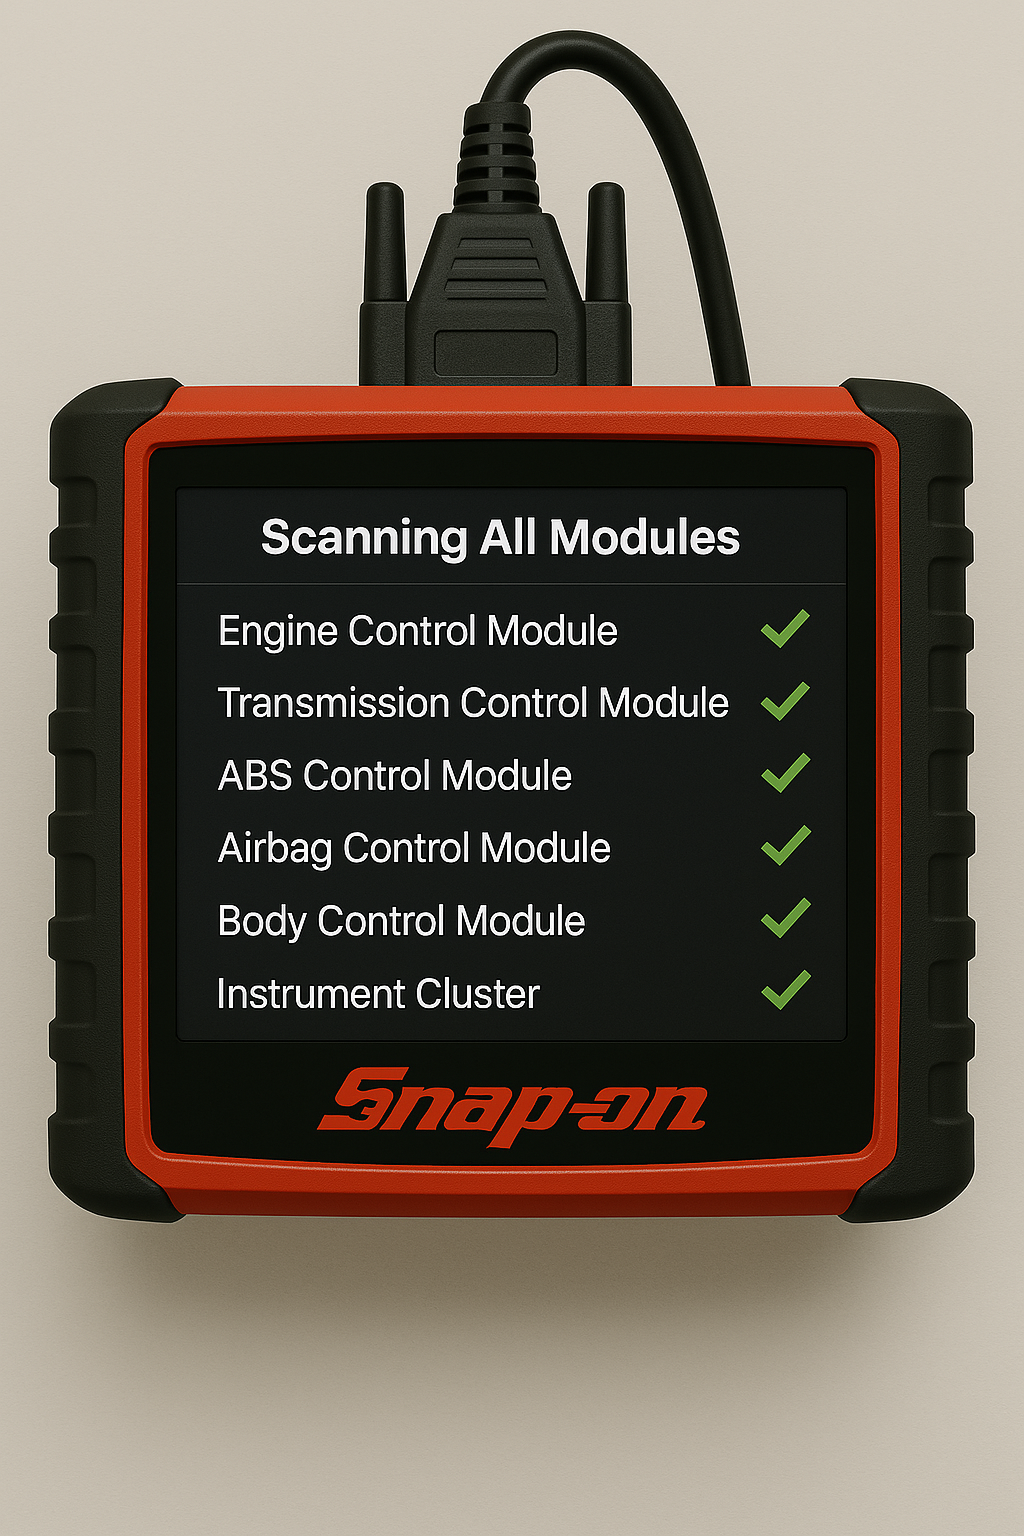 Scanning All Modules
Engine Control Module
Transmission Control Module
ABS Control Module
Airbag Control Module
Body Control Module
Instrument Cluster
Snap-on